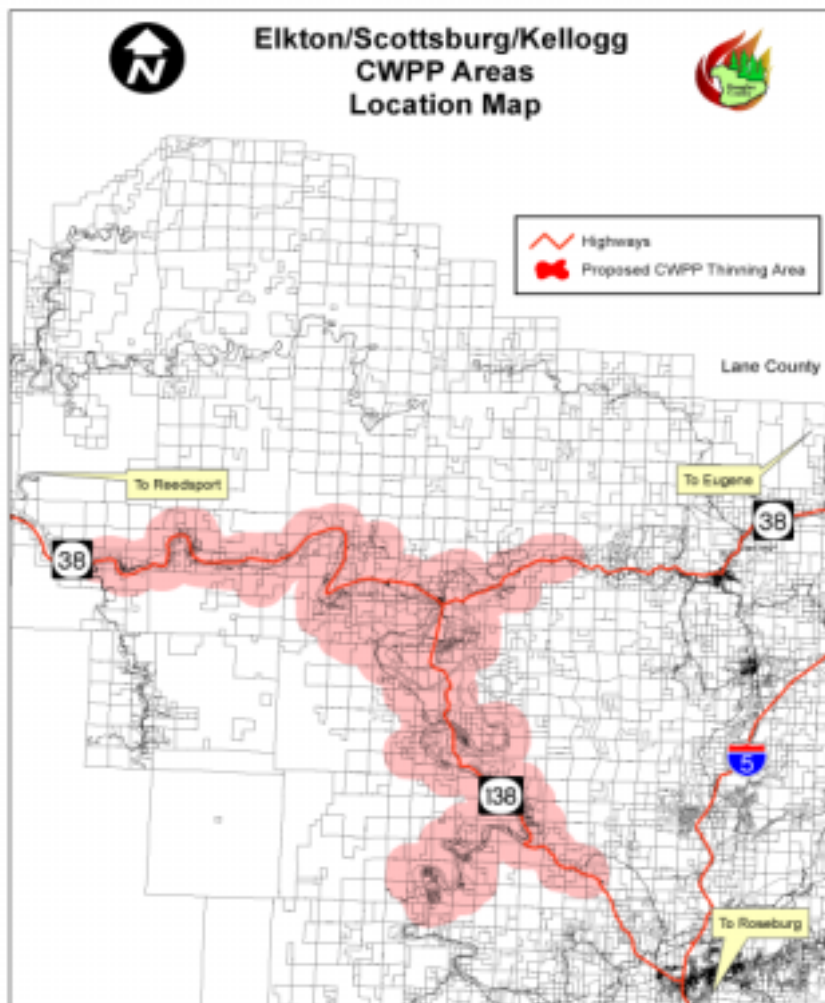 Elkton/Scottsburg/Kellogg
CWPP Areas
Location Map
N
Highways
Proposed CWPP Thinning Area
Lane County
To Reedsport
To Eugene
38
38
138
5
To Roseburg